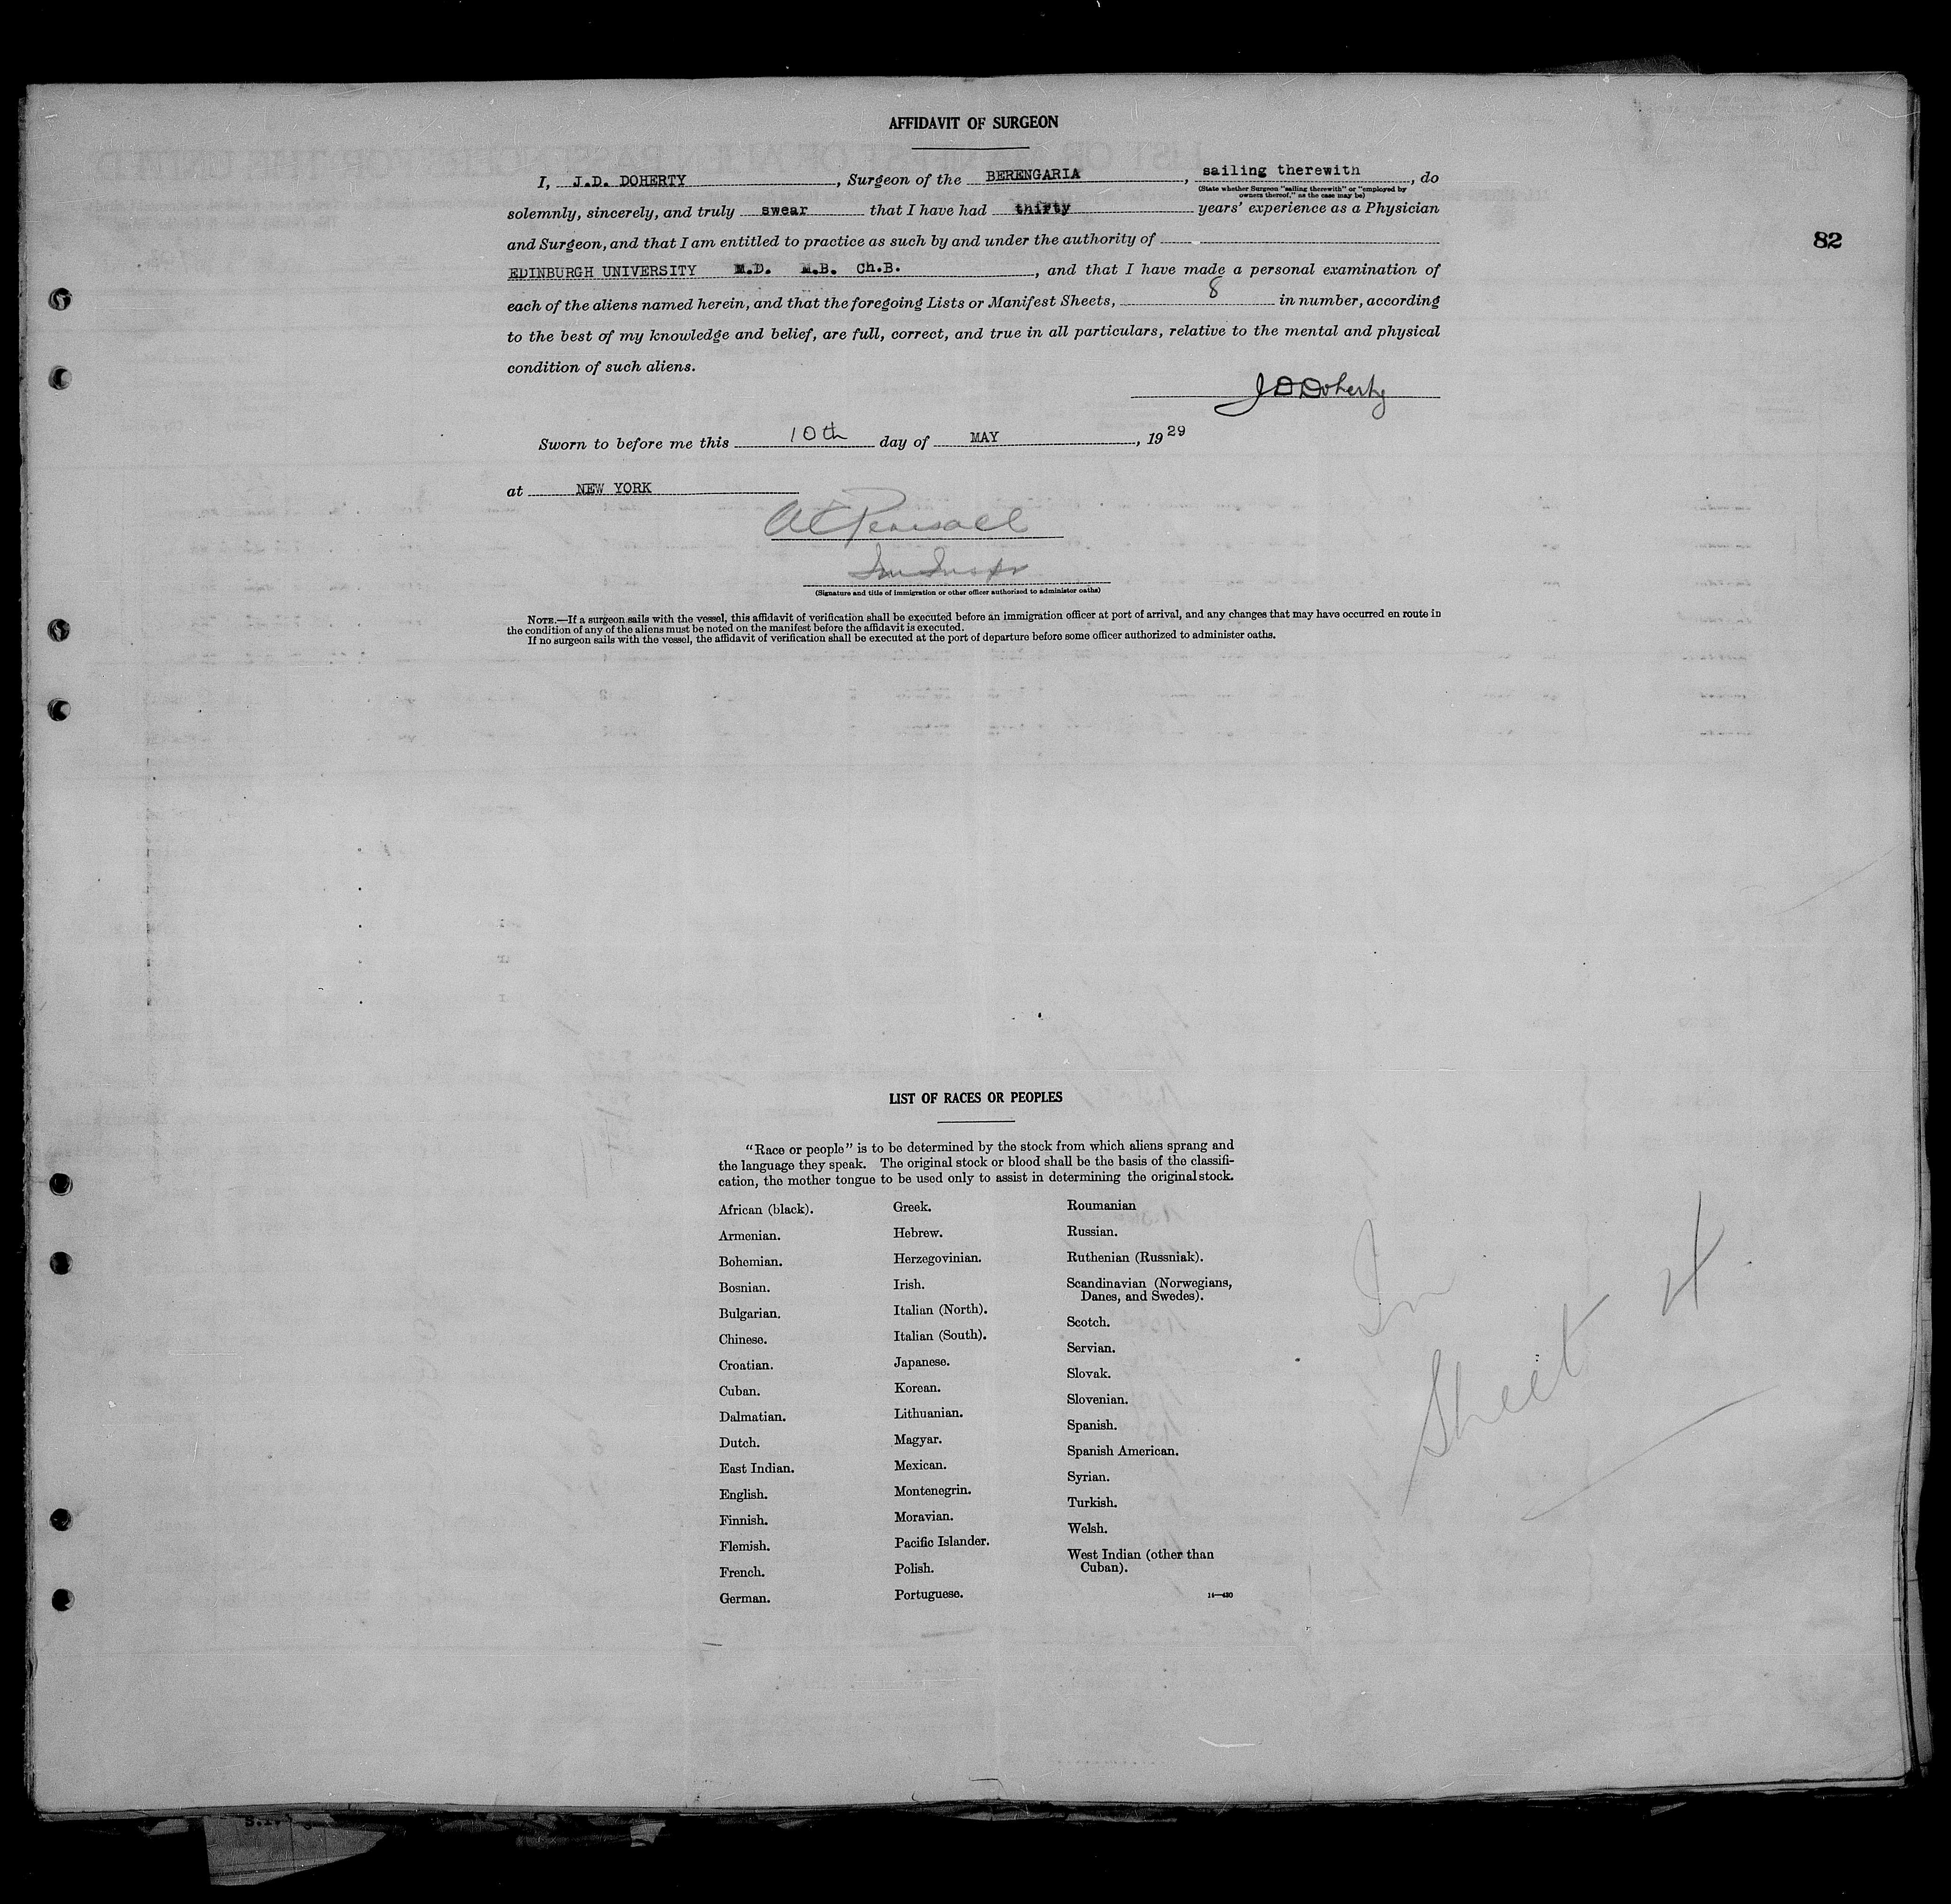 AFFIDAVIT OF SURGEON
I, J.D. DOHERTY, Surgeon of the BERENGARIA, sailing therewith, do
(State whether Surgeon "sailing therewith" or "employed by
owners thereof," as the case may be)
solemnly, sincerely, and truly swear that I have had thirty years' experience as a Physician
and Surgeon, and that I am entitled to practice as such by and under the authority of
82
EDINBURGH UNIVERSITY M.D. M.B. Ch.B., and that I have made a personal examination of
each of the aliens named herein, and that the foregoing Lists or Manifest Sheets, 8 in number, according
to the best of my knowledge and belief, are full, correct, and true in all particulars, relative to the mental and physical
condition of such aliens.
J D Doherty
Sworn to before me this 10th day of MAY, 1929
at NEW YORK
A C Pearsall
Im Inspr
(Signature and title of immigration or other officer authorized to administer oaths)
NOTE.—If a surgeon sails with the vessel, this affidavit of verification shall be executed before an immigration officer at port of arrival, and any changes that may have occurred en route in
the condition of any of the aliens must be noted on the manifest before the affidavit is executed.
If no surgeon sails with the vessel, the affidavit of verification shall be executed at the port of departure before some officer authorized to administer oaths.
LIST OF RACES OR PEOPLES
"Race or people" is to be determined by the stock from which aliens sprang and
the language they speak. The original stock or blood shall be the basis of the classifi-
cation, the mother tongue to be used only to assist in determining the original stock.
African (black).
Armenian.
Bohemian.
Bosnian.
Bulgarian.
Chinese.
Croatian.
Cuban.
Dalmatian.
Dutch.
East Indian.
English.
Finnish.
Flemish.
French.
German.
Greek.
Hebrew.
Herzegovinian.
Irish.
Italian (North).
Italian (South).
Japanese.
Korean.
Lithuanian.
Magyar.
Mexican.
Montenegrin.
Moravian.
Pacific Islander.
Polish.
Portuguese.
Roumanian
Russian.
Ruthenian (Russniak).
Scandinavian (Norwegians,
Danes, and Swedes).
Scotch.
Servian.
Slovak.
Slovenian.
Spanish.
Spanish American.
Syrian.
Turkish.
Welsh.
West Indian (other than
Cuban).
14—430
In
Sheet 4